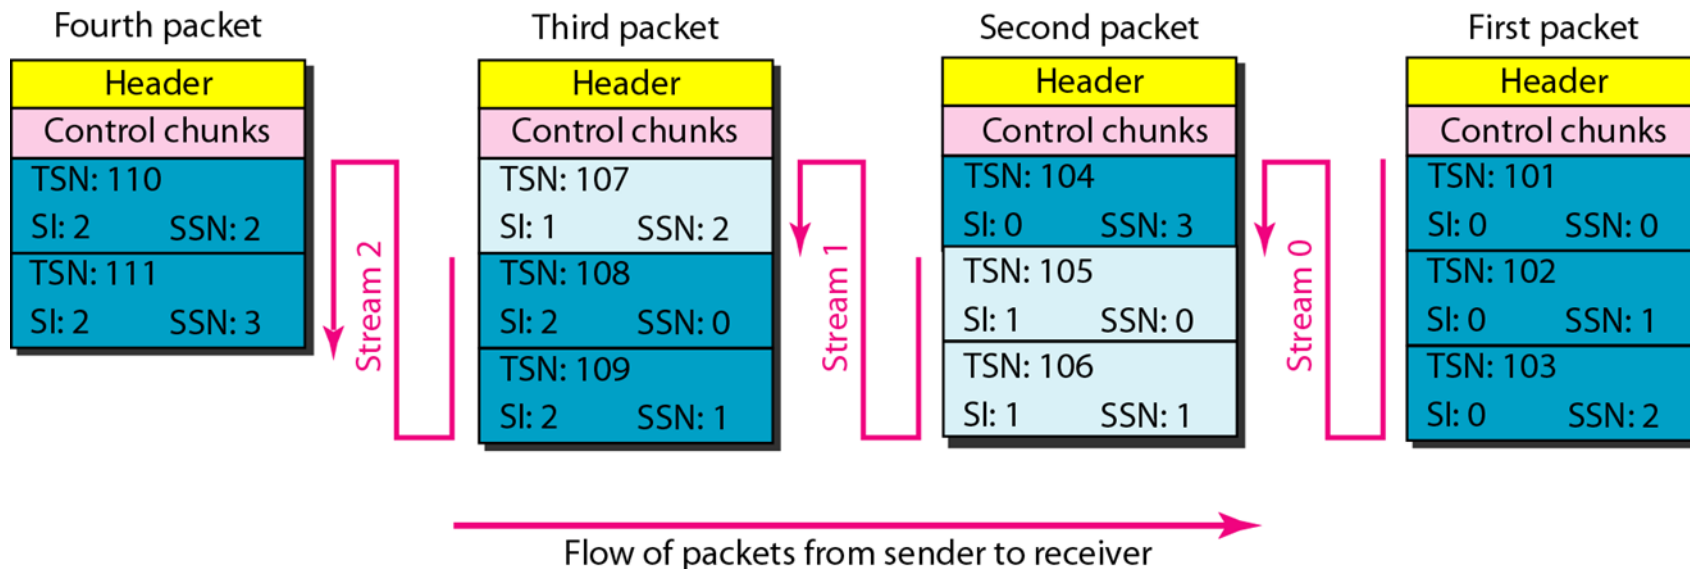 Fourth packet
Header
Control chunks
TSN: 110
SI: 2 SSN: 2
TSN: 111
SI: 2 SSN: 3
Stream 2
Third packet
Header
Control chunks
TSN: 107
SI: 1 SSN: 2
TSN: 108
SI: 2 SSN: 0
TSN: 109
SI: 2 SSN: 1
Stream 1
Second packet
Header
Control chunks
TSN: 104
SI: 0 SSN: 3
TSN: 105
SI: 1 SSN: 0
TSN: 106
SI: 1 SSN: 1
Stream 0
First packet
Header
Control chunks
TSN: 101
SI: 0 SSN: 0
TSN: 102
SI: 0 SSN: 1
TSN: 103
SI: 0 SSN: 2
Flow of packets from sender to receiver